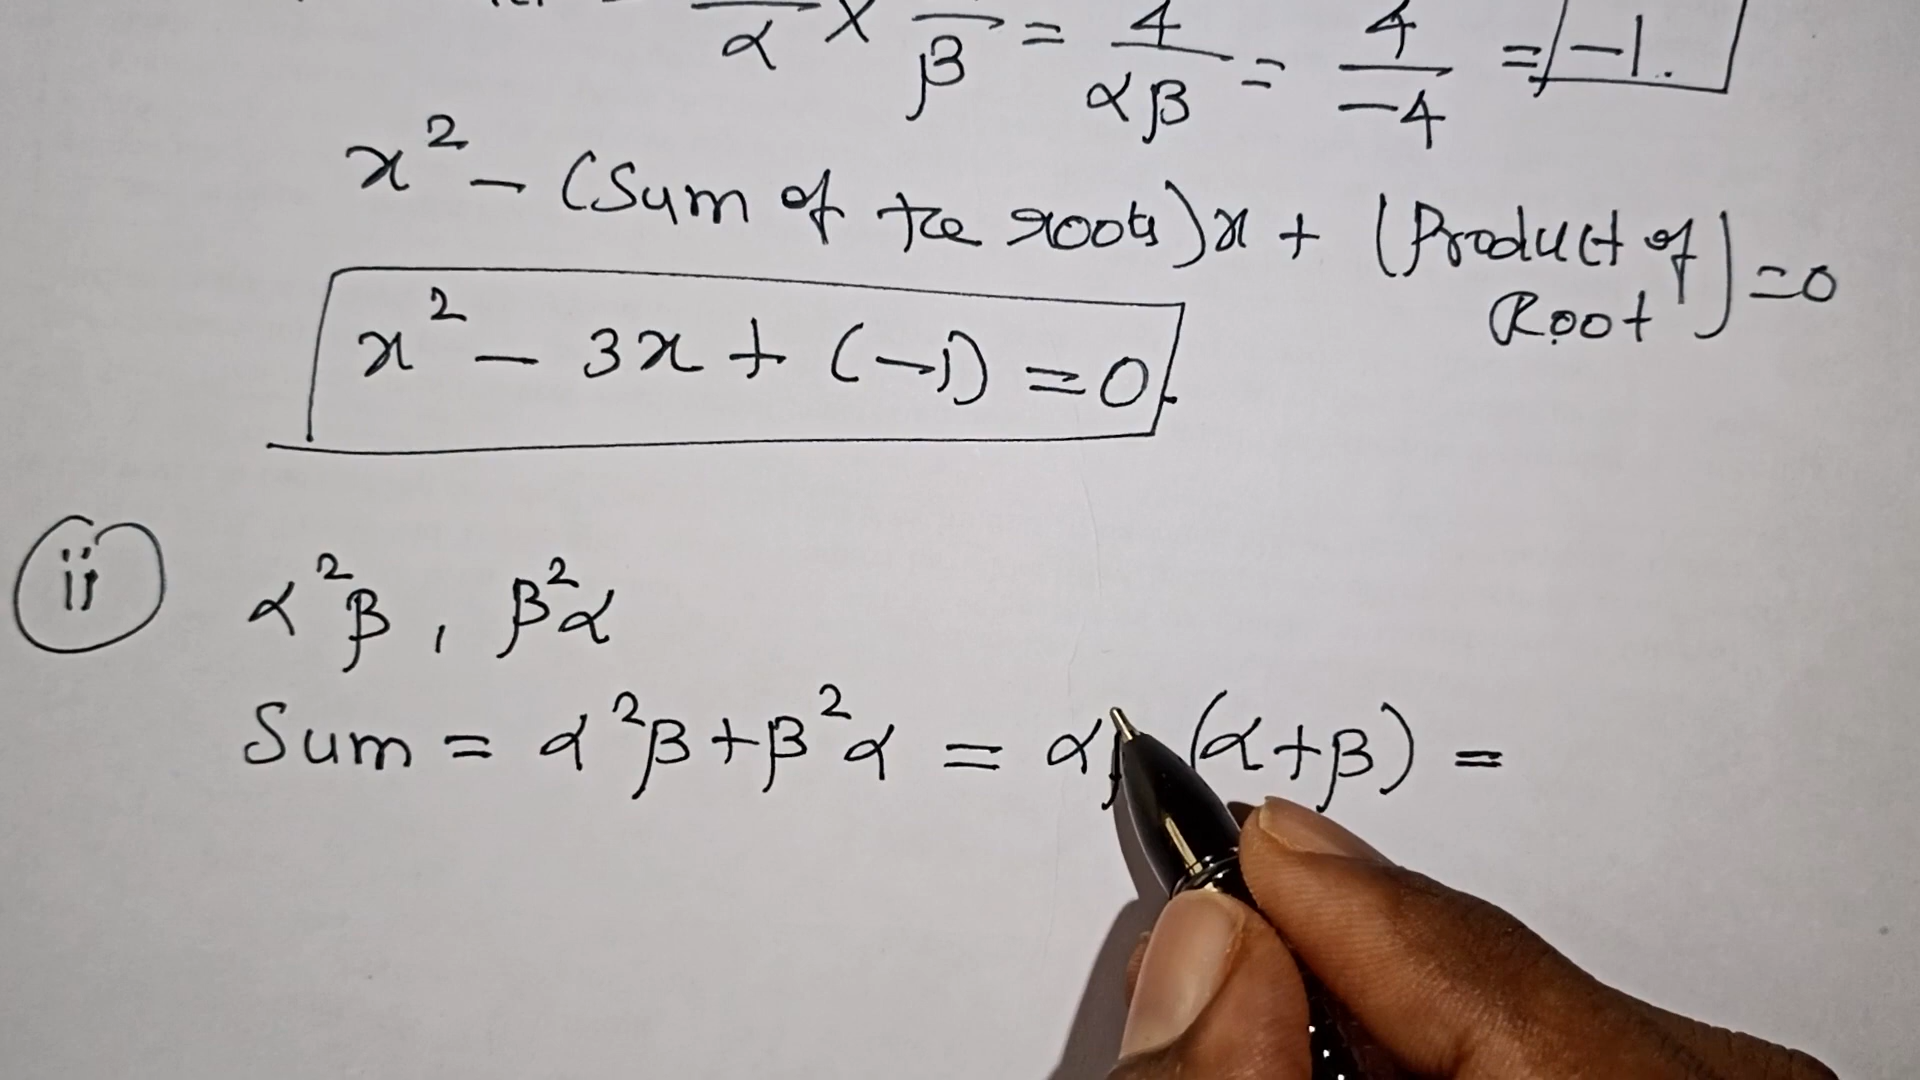 α × β = 4/αβ = 4/-4 = -1.
x² - (Sum of the roots)x + (Product of Root) = 0
x² - 3x + (-1) = 0.
ii α²β, β²α
Sum = α²β + β²α = αβ (α+β) =